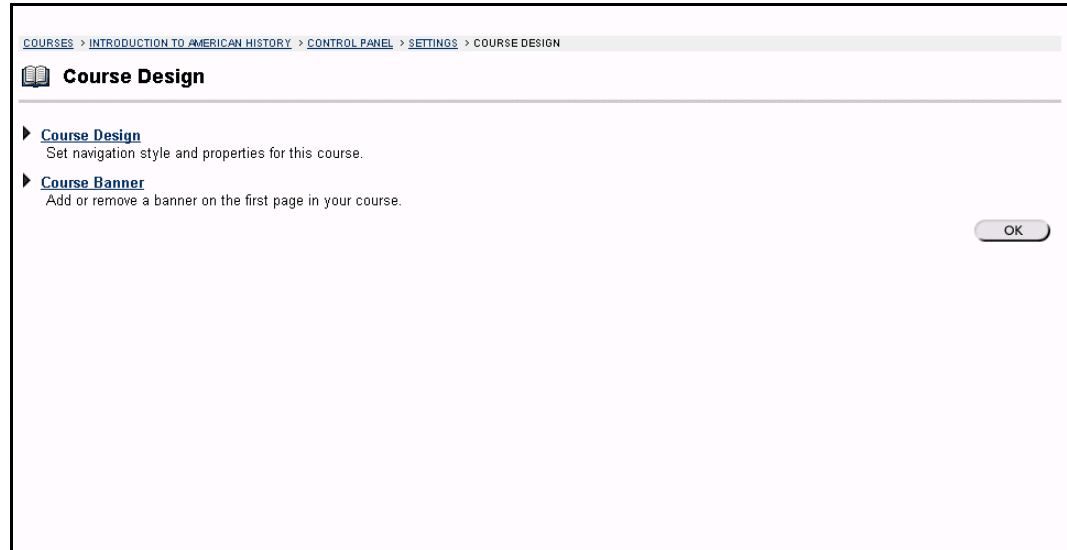 COURSES > INTRODUCTION TO AMERICAN HISTORY > CONTROL PANEL > SETTINGS > COURSE DESIGN
Course Design
Course Design
Set navigation style and properties for this course.
Course Banner
Add or remove a banner on the first page in your course.
OK